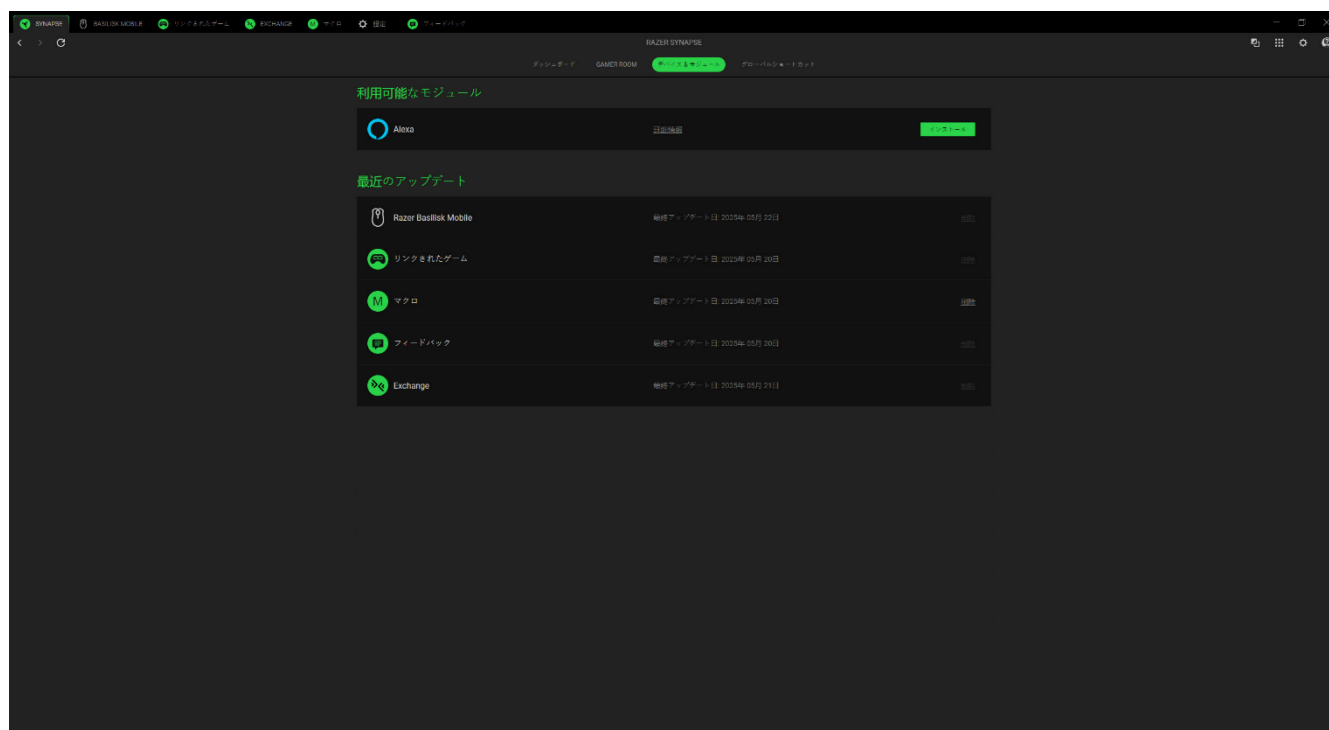 SYNAPSE BASILISK MOBILE リンクされたゲーム EXCHANGE マクロ 設定 フィードバック
RAZER SYNAPSE
ダッシュボード GAMER ROOM デバイス & モジュール グローバルショートカット
利用可能なモジュール
Alexa 詳細情報 インストール
最近のアップデート
Razer Basilisk Mobile 最終アップデート日: 2025年 05月 22日 削除
リンクされたゲーム 最終アップデート日: 2025年 05月 20日 削除
M マクロ 最終アップデート日: 2025年 05月 20日 削除
フィードバック 最終アップデート日: 2025年 05月 20日 削除
Exchange 最終アップデート日: 2025年 05月 21日 削除